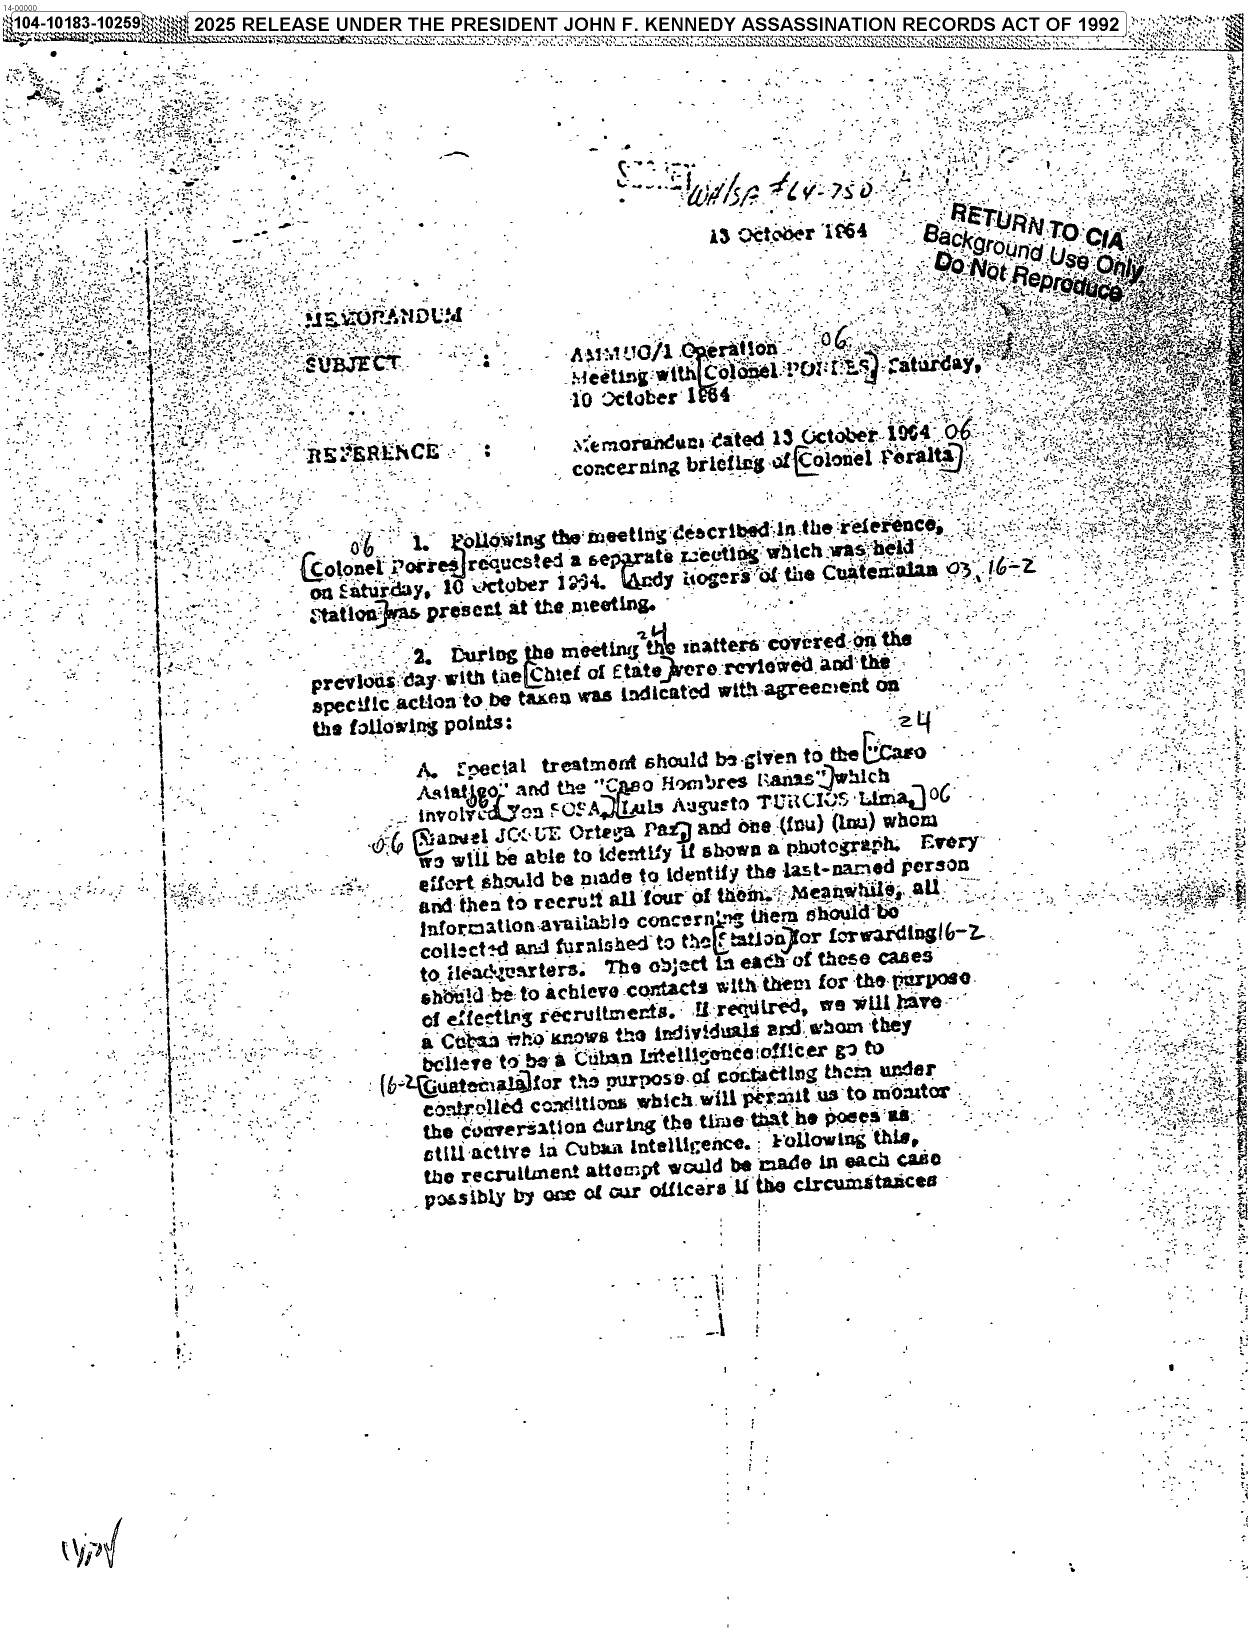 14-00000
104-10183-10259
2025 RELEASE UNDER THE PRESIDENT JOHN F. KENNEDY ASSASSINATION RECORDS ACT OF 1992
WH/SA #64-750
13 October 1964
RETURN TO CIA
Background Use Only
Do Not Reproduce
MEMORANDUM
SUBJECT : AMMUG/1 Operation 06
Meeting with [Colonel PORRES] Saturday,
10 October 1964
REFERENCE : Memorandum dated 13 October 1964 06
concerning briefing of [Colonel Peralta]
06 1. Following the meeting described in the reference,
[Colonel Porres] requested a separate meeting which was held
on Saturday, 10 October 1964. [Andy Rogers of the Guatemalan 03, 16-2
Station] was present at the meeting.
24
2. During the meeting the matters covered on the
previous day with the [Chief of State] were reviewed and the
specific action to be taken was indicated with agreement on
the following points:
24
A. Special treatment should be given to the ["Caso
Asiatigo" and the "Caso Hombres Ranas"] which
involved 06 [Yon SOSA,] [Luis Augusto TURCIOS Lima,] 06
06 [Manuel JOSUE Ortega Paz,] and one (fnu) (lnu) whom
we will be able to identify if shown a photograph. Every
effort should be made to identify the last-named person
and then to recruit all four of them. Meanwhile, all
information available concerning them should be
collected and furnished to the [Station] for forwarding 16-2
to Headquarters. The object in each of these cases
should be to achieve contacts with them for the purpose
of effecting recruitments. If required, we will have
a Cuban who knows the individuals and whom they
believe to be a Cuban Intelligence officer go to
16-2 [Guatemala] for the purpose of contacting them under
controlled conditions which will permit us to monitor
the conversation during the time that he poses as
still active in Cuban Intelligence. Following this,
the recruitment attempt would be made in each case
possibly by one of our officers if the circumstances